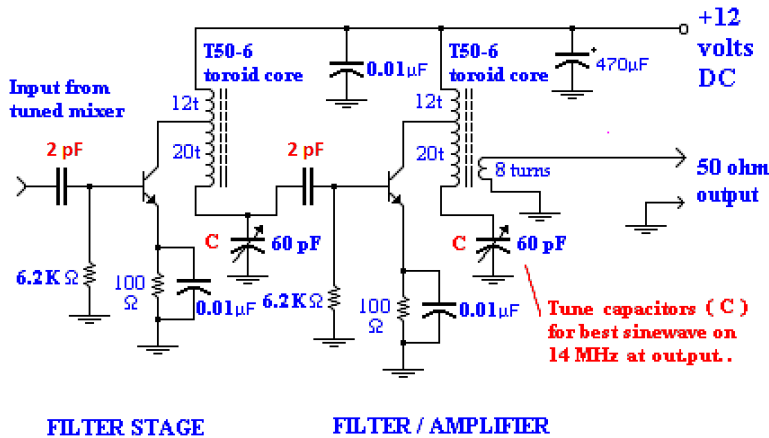 +12
volts
DC
T50-6
toroid core
0.01µF
T50-6
toroid core
+
470µF
Input from
tuned mixer
12t
12t
2 pF
20t
2 pF
20t
8 turns
50 ohm
output
C
60 pF
C
60 pF
6.2K Ω
100
Ω
0.01µF
6.2K Ω
100
Ω
0.01µF
Tune capacitors ( C )
for best sinewave on
14 MHz at output..
FILTER STAGE
FILTER / AMPLIFIER